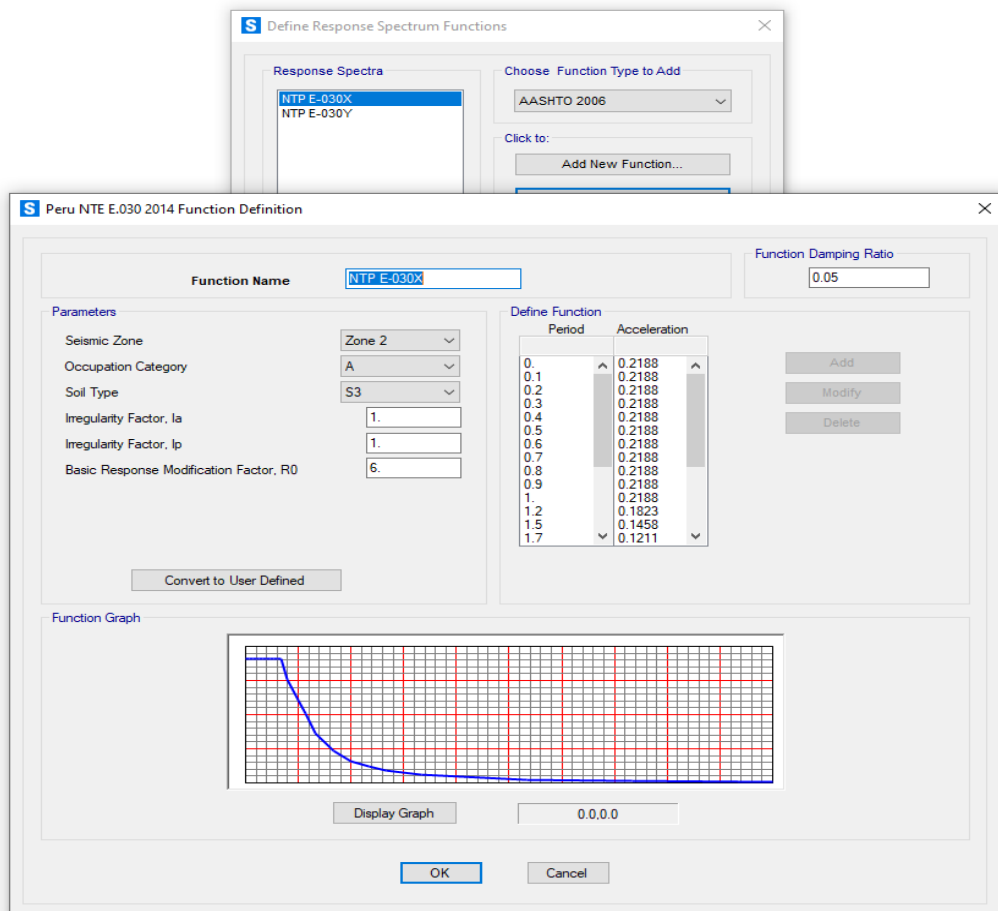 S Define Response Spectrum Functions
Response Spectra
NTP E-030X
NTP E-030Y
Choose Function Type to Add
AASHTO 2006
Click to:
Add New Function...
S Peru NTE E.030 2014 Function Definition
Function Name
NTP E-030X
Function Damping Ratio
0.05
Parameters
Seismic Zone
Zone 2
Occupation Category
A
Soil Type
S3
Irregularity Factor, Ia
1.
Irregularity Factor, Ip
1.
Basic Response Modification Factor, R0
6.
Convert to User Defined
Define Function
Period Acceleration
0. 0.2188
0.1 0.2188
0.2 0.2188
0.3 0.2188
0.4 0.2188
0.5 0.2188
0.6 0.2188
0.7 0.2188
0.8 0.2188
0.9 0.2188
1. 0.2188
1.2 0.1823
1.5 0.1458
1.7 0.1211
Add
Modify
Delete
Function Graph
Display Graph
0.0,0.0
OK
Cancel